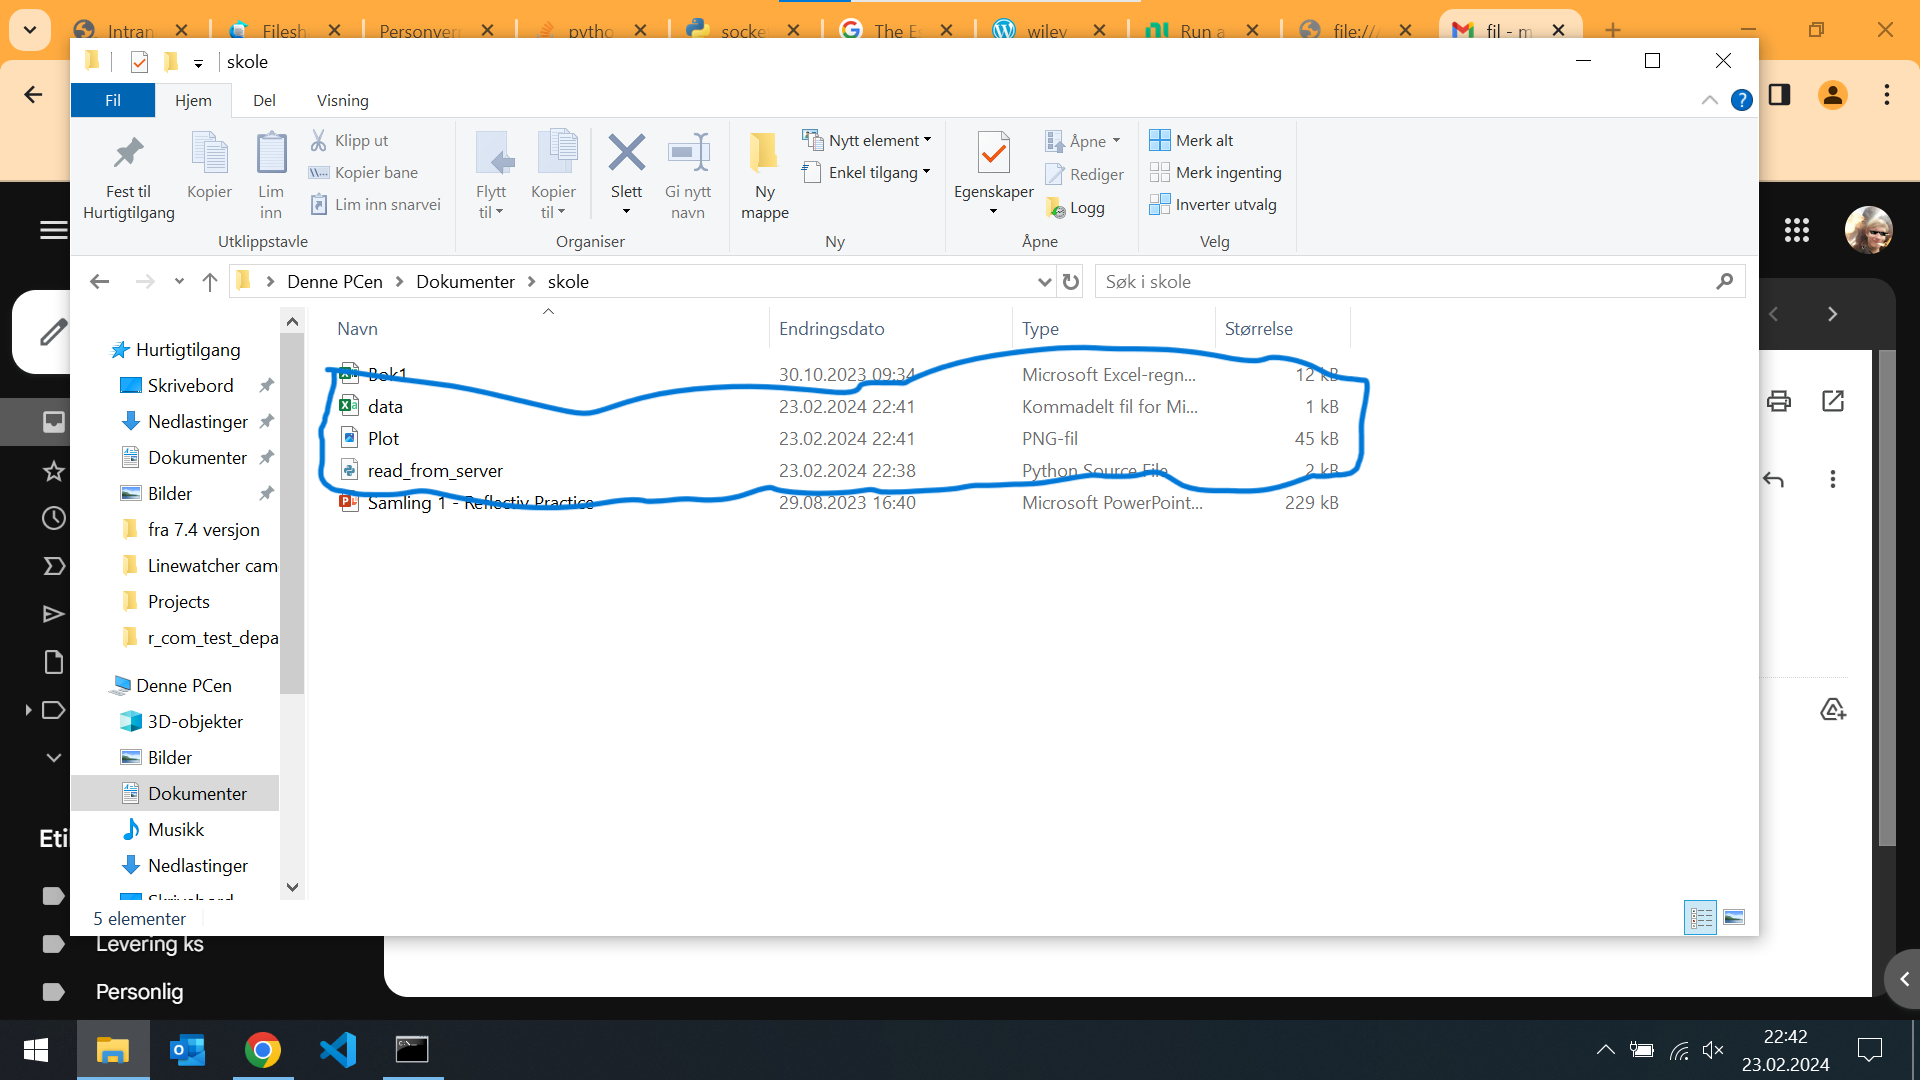 Intran
Filesh
Personver
pytho
socke
The E
wiley
Run a
file:///
fil - m
skole
Fil
Hjem
Del
Visning
Fest til
Hurtigtilgang
Kopier
Lim
inn
Klipp ut
Kopier bane
Lim inn snarvei
Utklippstavle
Flytt
til
Kopier
til
Slett
Gi nytt
navn
Organiser
Ny
mappe
Nytt element
Enkel tilgang
Ny
Egenskaper
Åpne
Rediger
Logg
Åpne
Merk alt
Merk ingenting
Inverter utvalg
Velg
Denne PCen > Dokumenter > skole
Søk i skole
Navn Endringsdato Type Størrelse
Bok1 30.10.2023 09:34 Microsoft Excel-regn... 12 kB
data 23.02.2024 22:41 Kommadelt fil for Mi... 1 kB
Plot 23.02.2024 22:41 PNG-fil 45 kB
read_from_server 23.02.2024 22:38 Python Source File 2 kB
Samling 1 - Reflectiv Practice 29.08.2023 16:40 Microsoft PowerPoint... 229 kB
Hurtigtilgang
Skrivebord
Nedlastinger
Dokumenter
Bilder
fra 7.4 versjon
Linewatcher cam
Projects
r_com_test_depa
Denne PCen
3D-objekter
Bilder
Dokumenter
Musikk
Nedlastinger
Skrivebord
5 elementer
Eti
Levering ks
Personlig
22:42
23.02.2024